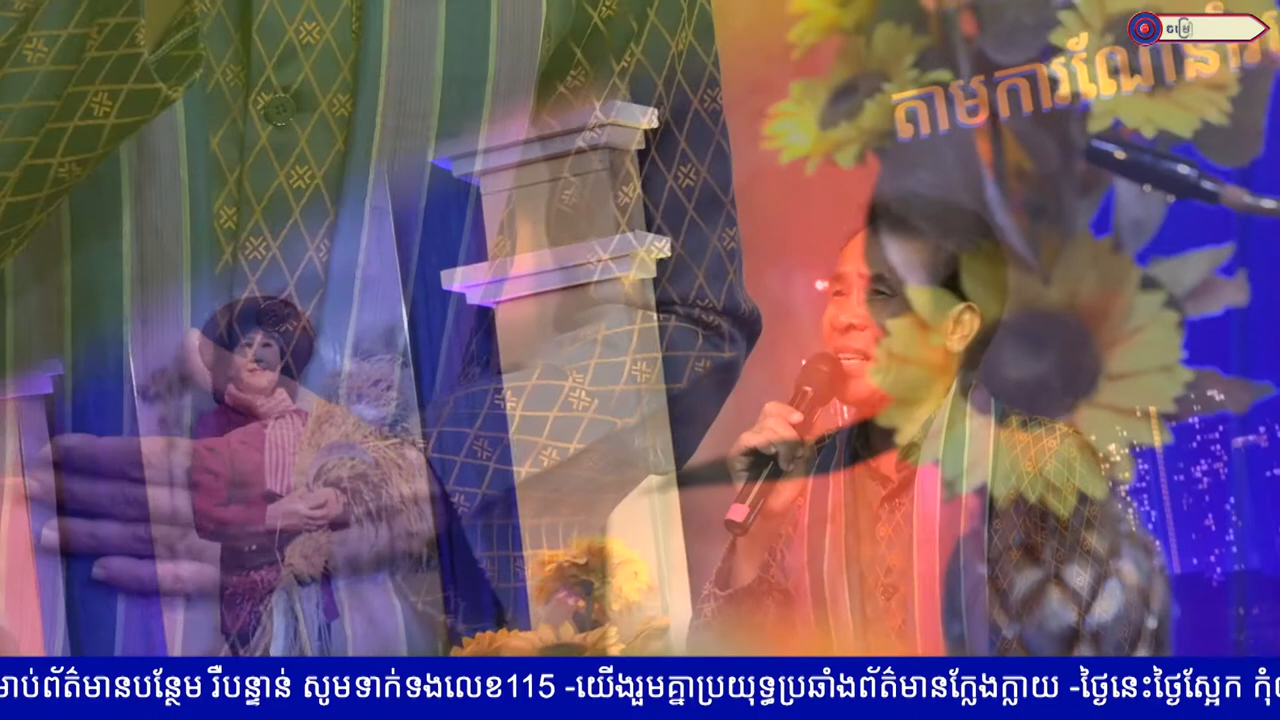 តាមការណែនាំ
ព័ត៌មានបន្ថែម រឺបន្ទាន់ សូមទាក់ទងលេខ115 -យើងរួមគ្នាប្រយុទ្ធប្រឆាំងព័ត៌មានក្លែងក្លាយ -ថ្ងៃនេះថ្ងៃស្អែក